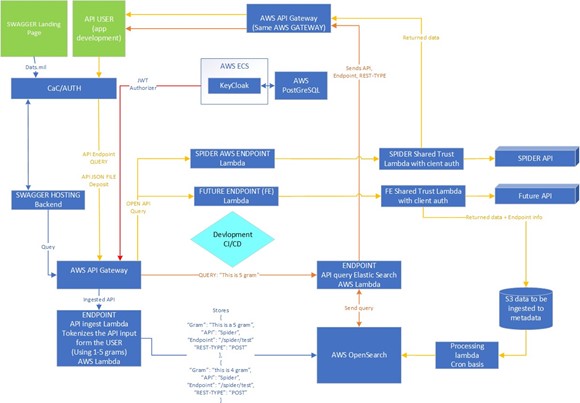 SWAGGER Landing
Page
API USER
(app
development)
AWS API Gateway
(Same AWS GATEWAY)
Returned data
Dats.mil
AWS ECS
KeyCloak
AWS
PostGreSQL
JWT
Authorizer
Sends API,
Endpoint, REST-TYPE
CaC/AUTH
API Endpoint
QUERY
API JSON FILE
Deposit
SPIDER AWS ENDPOINT
Lambda
SPIDER Shared Trust
Lambda with cient auth
SPIDER API
SWAGGER HOSTING
Backend
OPEN API
Query
FUTURE ENDPOINT (FE)
Lambda
FE Shared Trust Lambda
with client auth
Future API
Returned data + Endpoint info
Devlopment
CI/CD
Quey
AWS API Gateway
QUERY: "This is 5 gram"
ENDPOINT
API query Elastic Search
AWS Lambda
S3 data to be
ingested to
metadata
Ingested API
Send query
ENDPOINT
API ingest Lambda
Tokenizes the API input
form the USER
(Using 1-5 grams)
AWS Lambda
Stores
{
"Gram": "This is a 5 gram",
"API": "Spider",
"Endpoint": "/spider/test"
"REST-TYPE": "POST"
},
{
"Gram": "this is 4 gram",
"API": "Spider",
"Endpoint": "/spider/test",
"REST-TYPE": "POST"
}
AWS OpenSearch
Processing
lambda
Cron basis